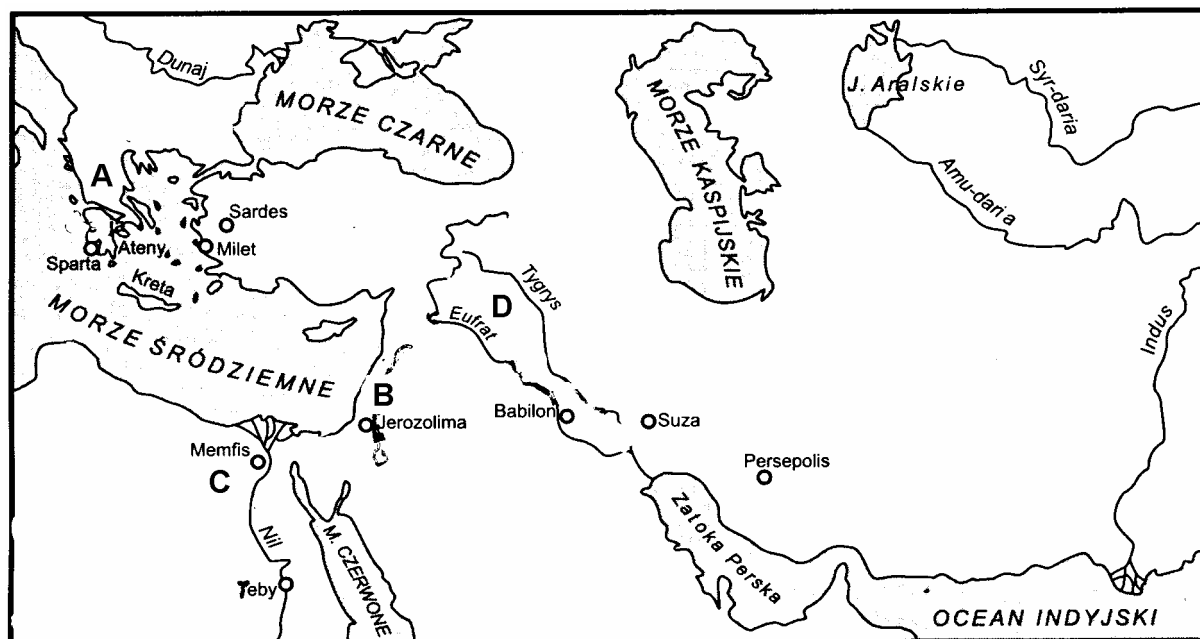 Dunaj
MORZE CZARNE
MORZE KASPIJSKIE
J. Aralskie
Syr-daria
Amu-daria
A
Sardes
Ateny
Milet
Sparta
Kreta
MORZE ŚRÓDZIEMNE
Tygrys
D
Eufrat
Indus
B
Jerozolima
Babilon
Suza
Memfis
C
Persepolis
Nil
M. CZERWONE
Zatoka Perska
Teby
OCEAN INDYJSKI